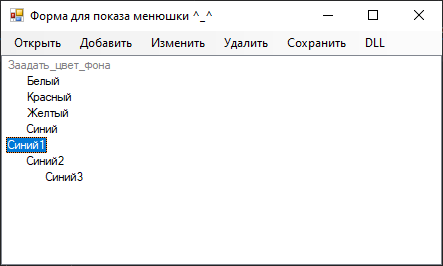 Форма для показа менюшки ^_^
Открыть Добавить Изменить Удалить Сохранить DLL
Заадать_цвет_фона
Белый
Красный
Желтый
Синий
Синий1
Синий2
Синий3